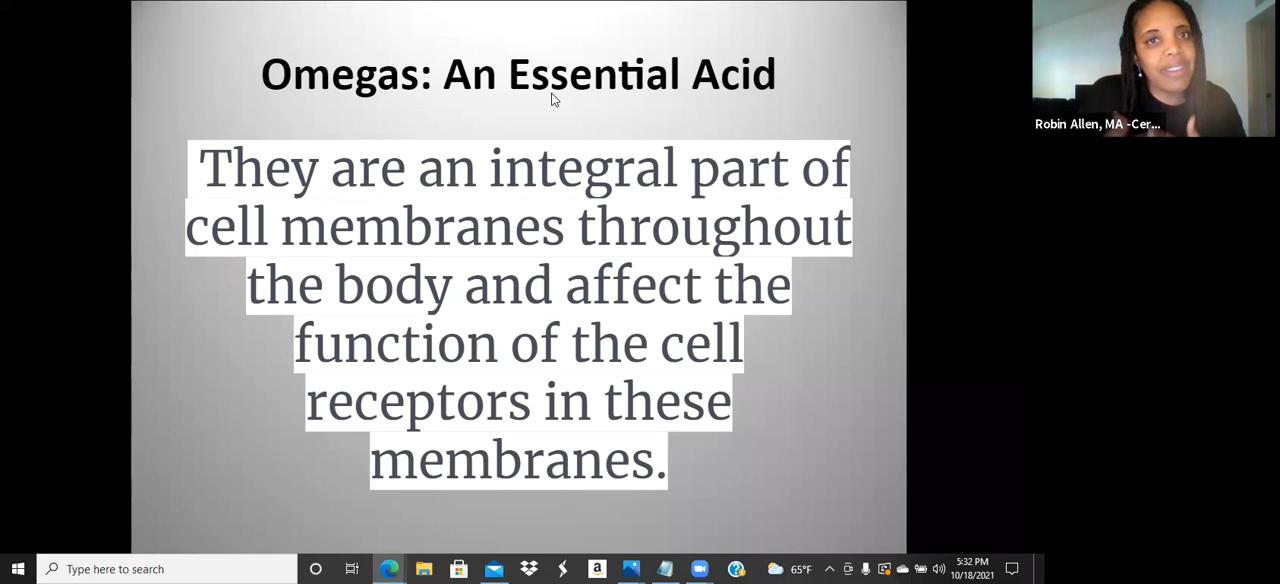 Omegas: An Essential Acid
They are an integral part of
cell membranes throughout
the body and affect the
function of the cell
receptors in these
membranes.
Robin Allen, MA -Cer...
Type here to search
65°F
5:32 PM
10/18/2021